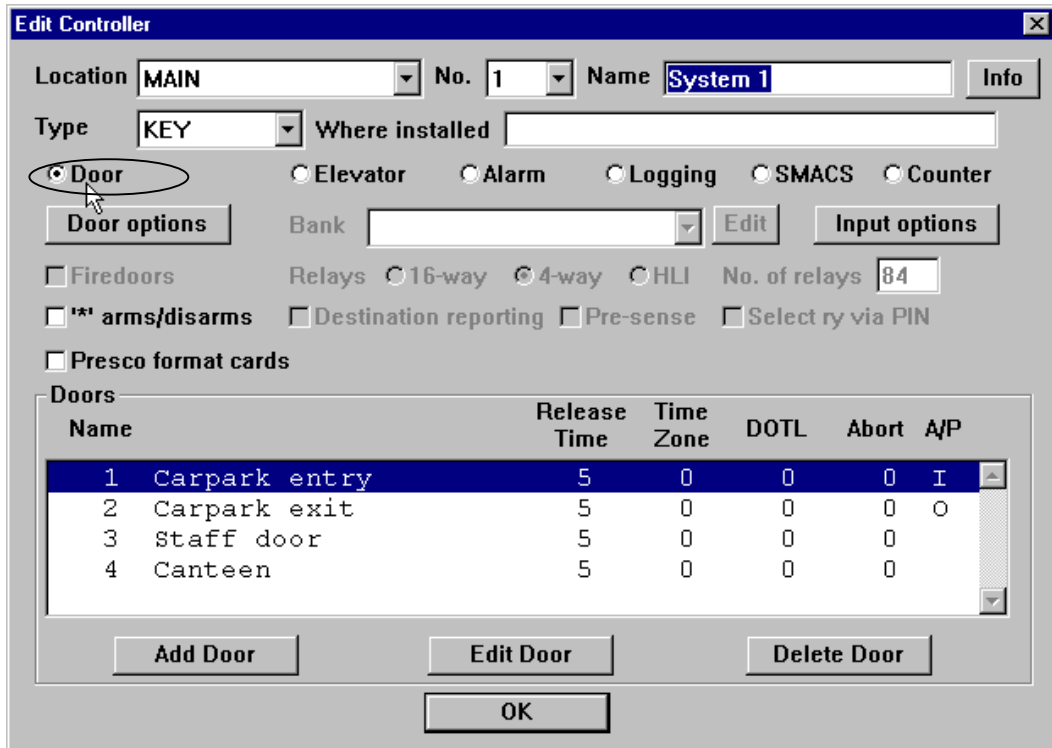 Edit Controller
Location MAIN No. 1 Name System 1 Info
Type KEY Where installed
Door Elevator Alarm Logging SMACS Counter
Door options Bank Edit Input options
Firedoors Relays 16-way 4-way HLI No. of relays 84
'*' arms/disarms Destination reporting Pre-sense Select ry via PIN
Presco format cards
Doors
Name Release Time Time Zone DOTL Abort A/P
1 Carpark entry 5 0 0 0 I
2 Carpark exit 5 0 0 0 O
3 Staff door 5 0 0 0
4 Canteen 5 0 0 0
Add Door Edit Door Delete Door
OK